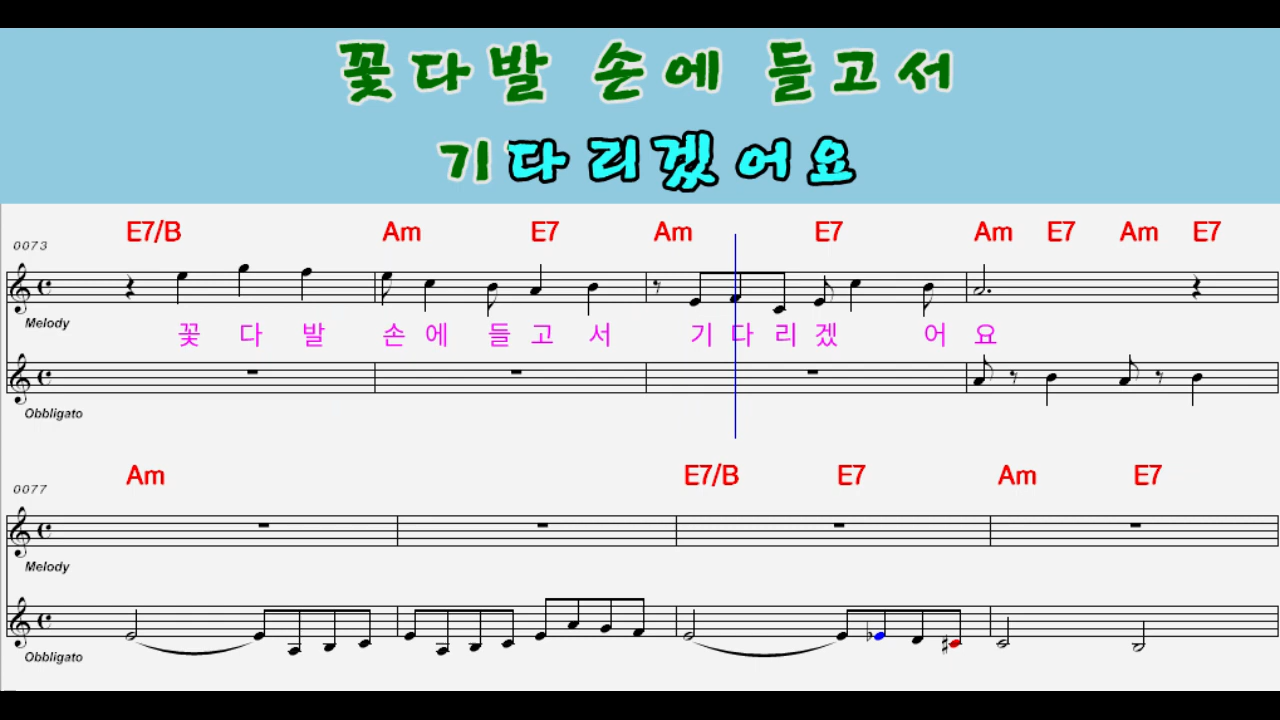 꽃다발 손에 들고서
기다리겠어요
E7/B Am E7 Am E7 Am E7 Am E7
0073
Melody
꽃 다 발 손 에 들 고 서 기 다 리 겠 어 요
Obbligato
Am E7/B E7 Am E7
0077
Melody
Obbligato